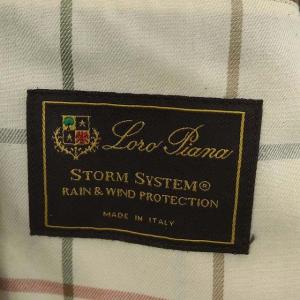 Loro Piana
STORM SYSTEM®
RAIN & WIND PROTECTION
MADE IN ITALY